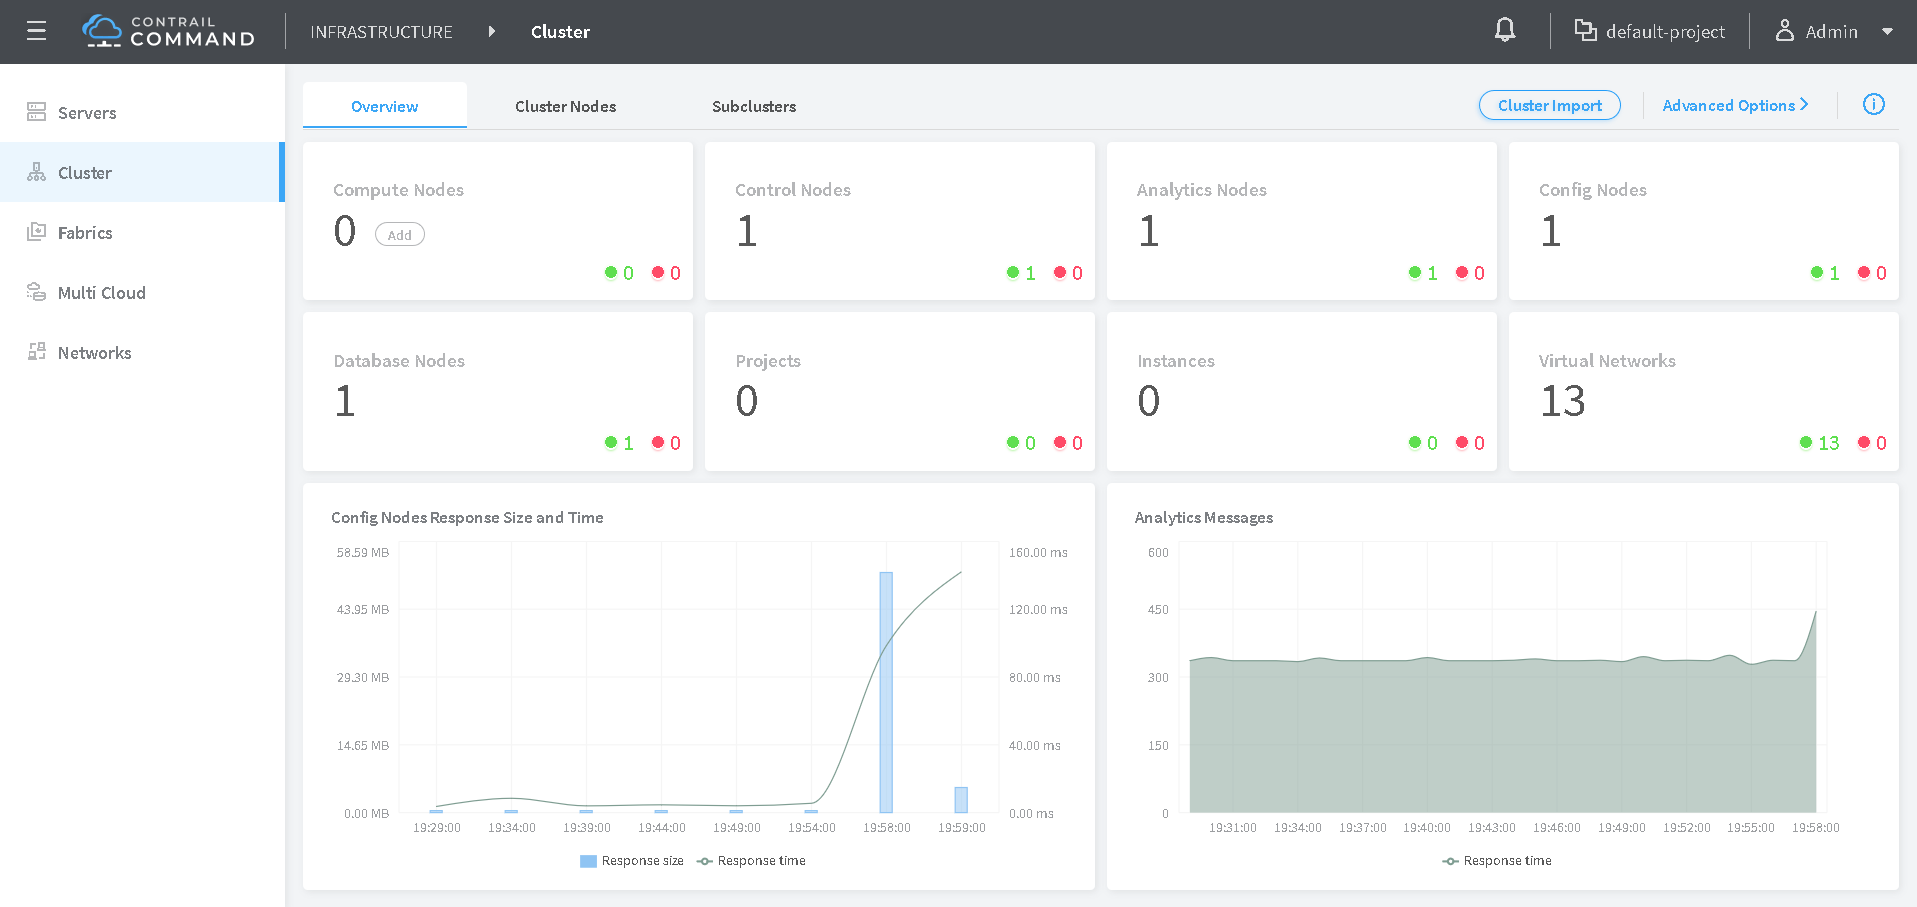 CONTRAIL
COMMAND
INFRASTRUCTURE
Cluster
default-project
Admin
Servers
Cluster
Fabrics
Multi Cloud
Networks
Overview
Cluster Nodes
Subclusters
Cluster Import
Advanced Options
Compute Nodes
0
Add
0 0
Control Nodes
1
1 0
Analytics Nodes
1
1 0
Config Nodes
1
1 0
Database Nodes
1
1 0
Projects
0
0 0
Instances
0
0 0
Virtual Networks
13
13 0
Config Nodes Response Size and Time
58.59 MB
43.95 MB
29.30 MB
14.65 MB
0.00 MB
160.00 ms
120.00 ms
80.00 ms
40.00 ms
0.00 ms
19:29:00 19:34:00 19:39:00 19:44:00 19:49:00 19:54:00 19:58:00 19:59:00
Response size Response time
Analytics Messages
600
450
300
150
0
19:31:00 19:34:00 19:37:00 19:40:00 19:43:00 19:46:00 19:49:00 19:52:00 19:55:00 19:58:00
Response time